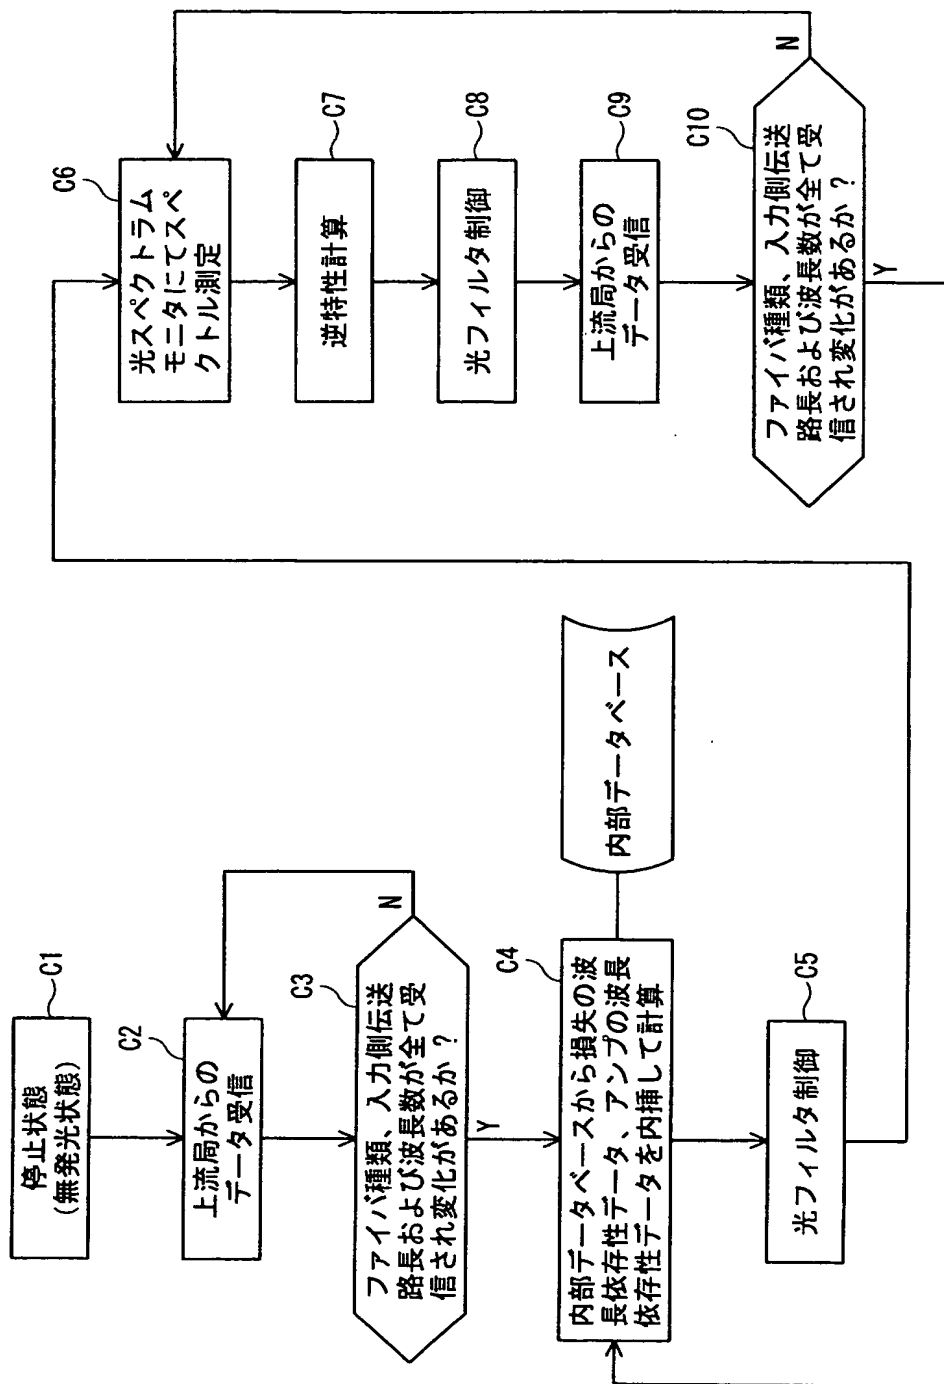 C1
停止状態
(無発光状態)
C2
上流局からの
データ受信
C3
ファイバ種類、入力側伝送
路長および波長数が全て受
信され変化があるか？
N
Y
C4
内部データベースから損失の波
長依存性データ、アンプの波長
依存性データを内挿して計算
内部データベース
C5
光フィルタ制御
C6
光スペクトラム
モニタにてスペ
クトル測定
C7
逆特性計算
C8
光フィルタ制御
C9
上流局からの
データ受信
C10
ファイバ種類、入力側伝送
路長および波長数が全て受
信され変化があるか？
N
Y